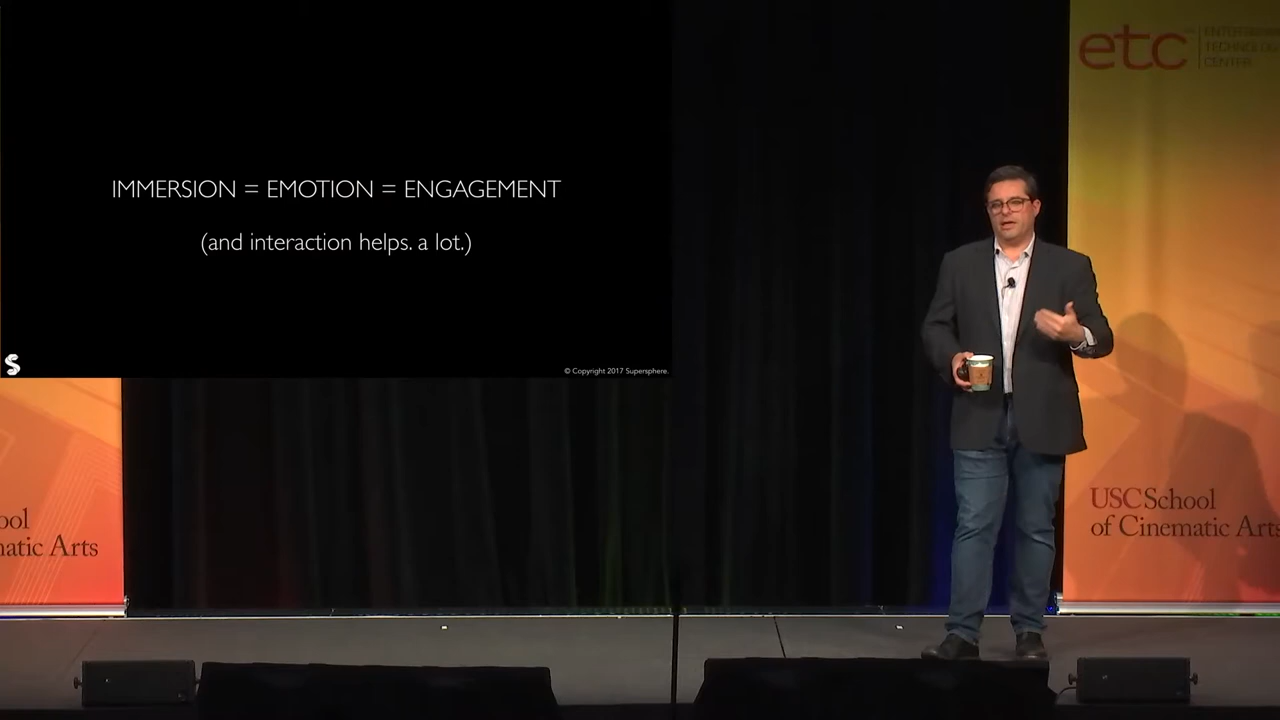 IMMERSION = EMOTION = ENGAGEMENT
(and interaction helps. a lot.)
© Copyright 2017 Supersphere.
etc
ENTERTAINMENT
TECHNOLOGY
CENTER
USC School
of Cinematic Arts
ool
natic Arts